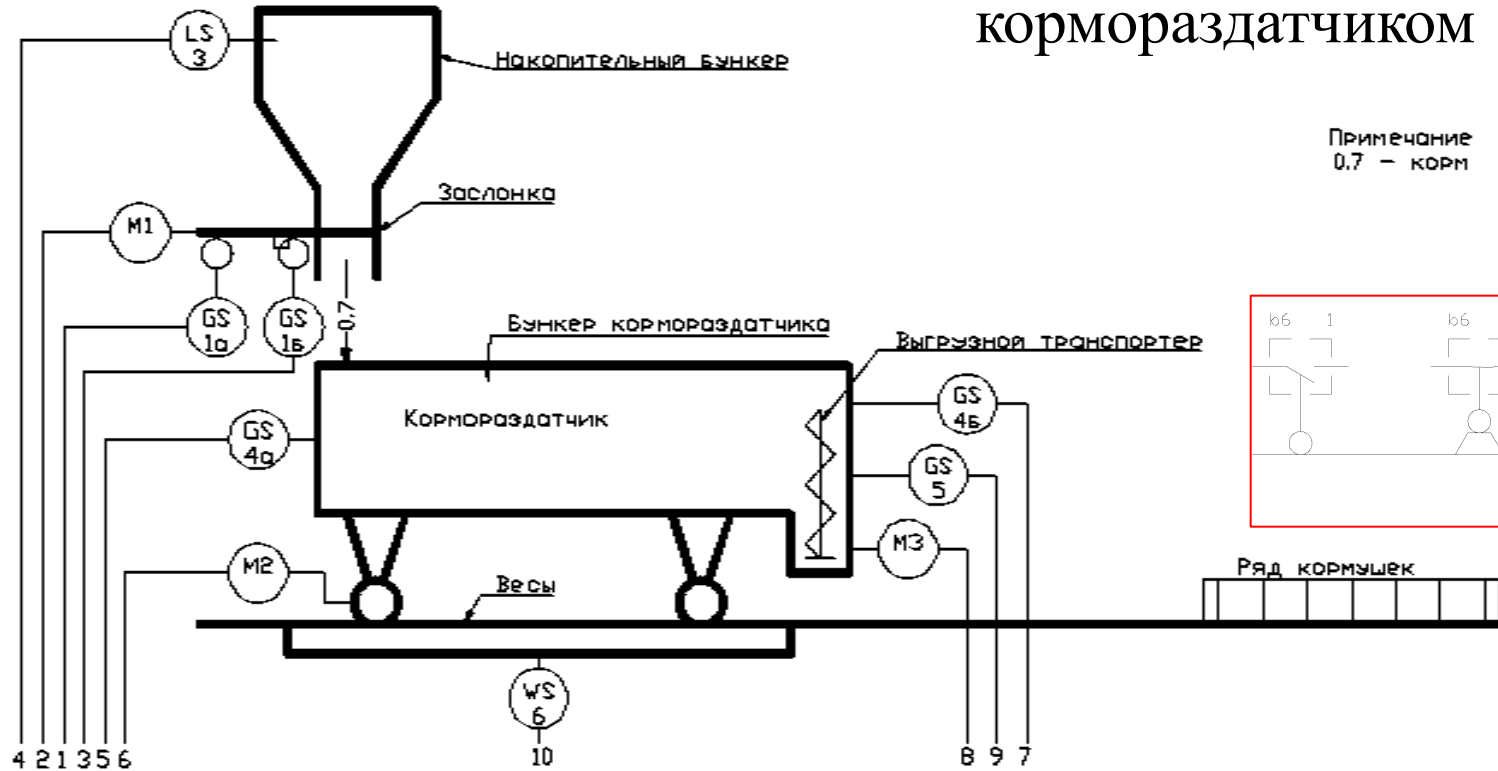 кормораздатчиком
LS
3
Накопительный бункер
Примечание
0.7 - корм
Заслонка
M1
GS
1а
GS
1б
0.7
Бункер кормораздатчика
Выгрузной транспортер
b6 1
b6
Кормораздатчик
GS
4а
GS
4б
GS
5
M3
M2
Весы
Ряд кормушек
WS
6
4 2 1 3 5 6
10
8 9 7